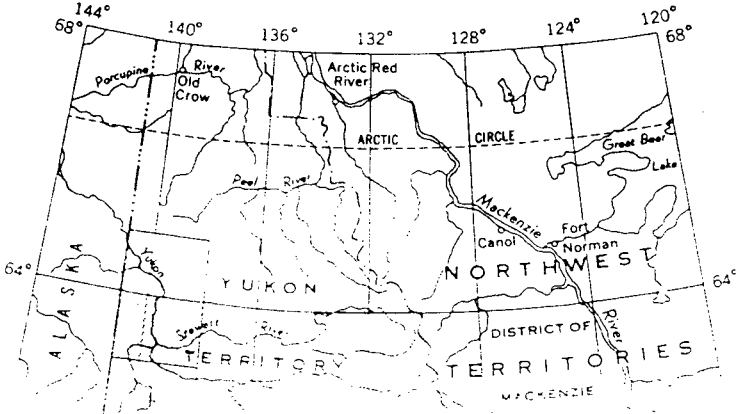 144° 140° 136° 132° 128° 124° 120°
68° 68°
Porcupine River
Old
Crow
Arctic Red
River
ARCTIC CIRCLE
Great Bear
Lake
Peel River
Mackenzie
Canol
Fort
Norman
Yukon
64° 64°
ALASKA
YUKON
NORTHWEST
Stewart River
DISTRICT OF
River
TERRITORY
TERRITORIES
MACKENZIE